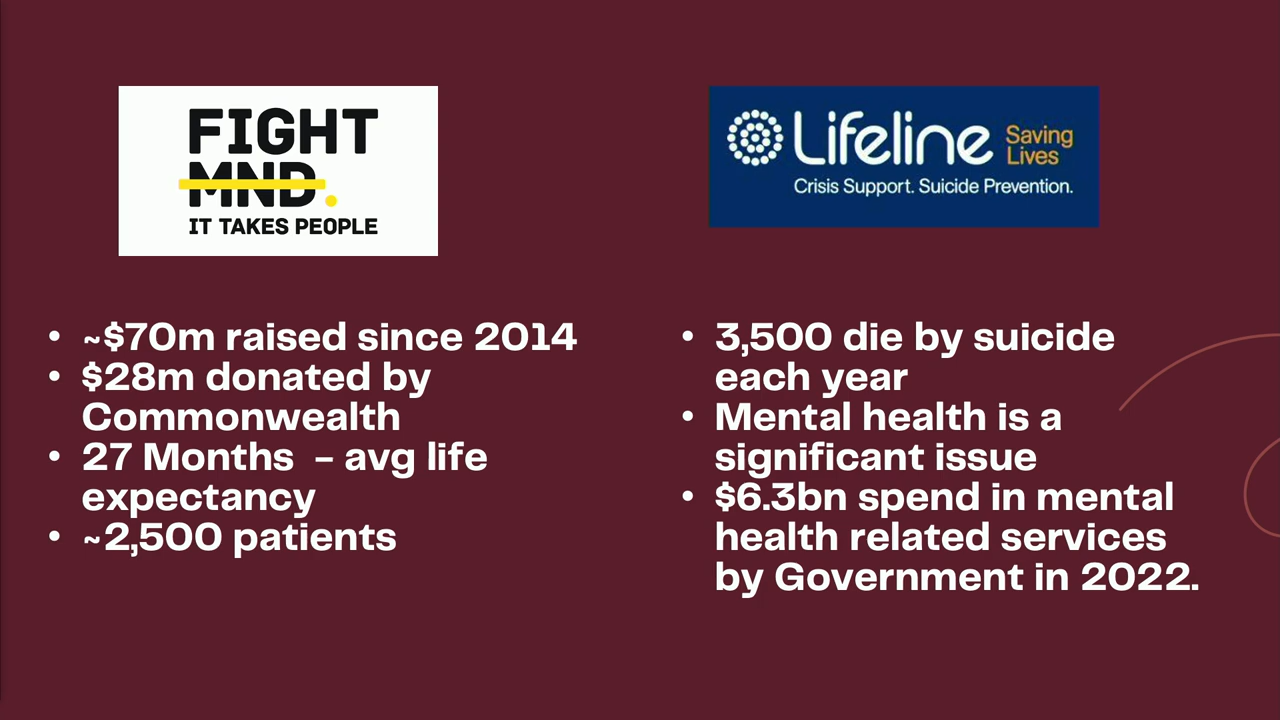 FIGHT
MND.
IT TAKES PEOPLE
Lifeline Saving Lives
Crisis Support. Suicide Prevention.
• ~$70m raised since 2014
• $28m donated by
Commonwealth
• 27 Months – avg life
expectancy
• ~2,500 patients
• 3,500 die by suicide
each year
• Mental health is a
significant issue
• $6.3bn spend in mental
health related services
by Government in 2022.